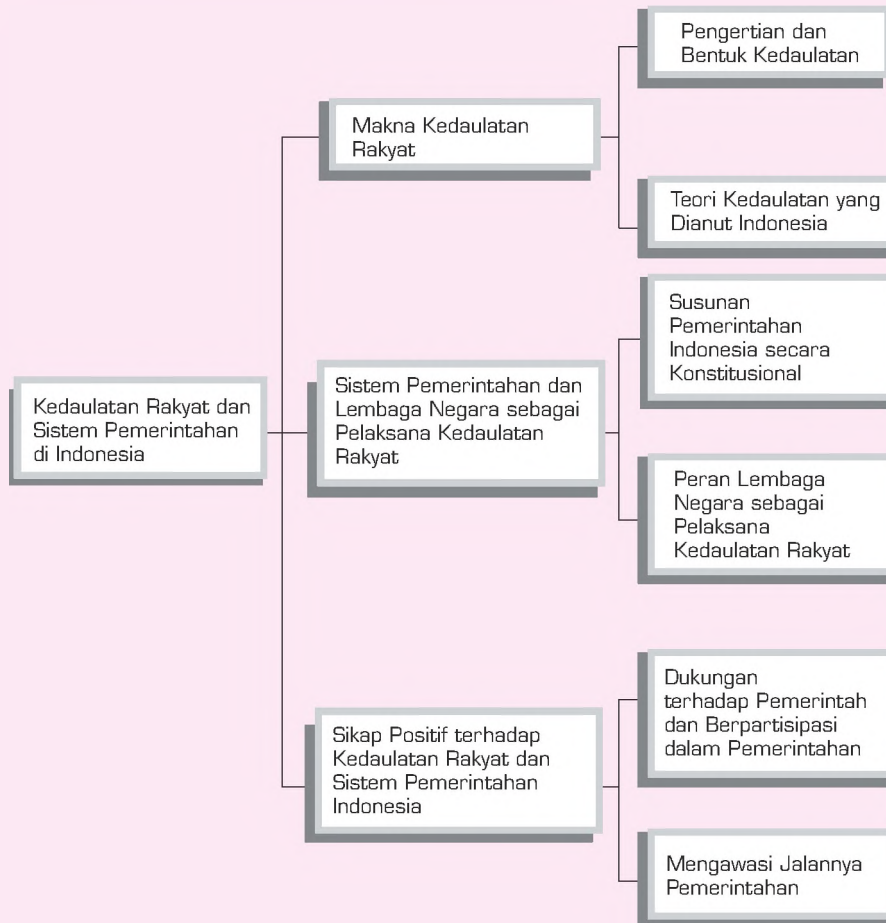 Kedaulatan Rakyat dan
Sistem Pemerintahan
di Indonesia
Makna Kedaulatan
Rakyat
Pengertian dan
Bentuk Kedaulatan
Teori Kedaulatan yang
Dianut Indonesia
Sistem Pemerintahan dan
Lembaga Negara sebagai
Pelaksana Kedaulatan
Rakyat
Susunan
Pemerintahan
Indonesia secara
Konstitusional
Peran Lembaga
Negara sebagai
Pelaksana
Kedaulatan Rakyat
Sikap Positif terhadap
Kedaulatan Rakyat dan
Sistem Pemerintahan
Indonesia
Dukungan
terhadap Pemerintah
dan Berpartisipasi
dalam Pemerintahan
Mengawasi Jalannya
Pemerintahan